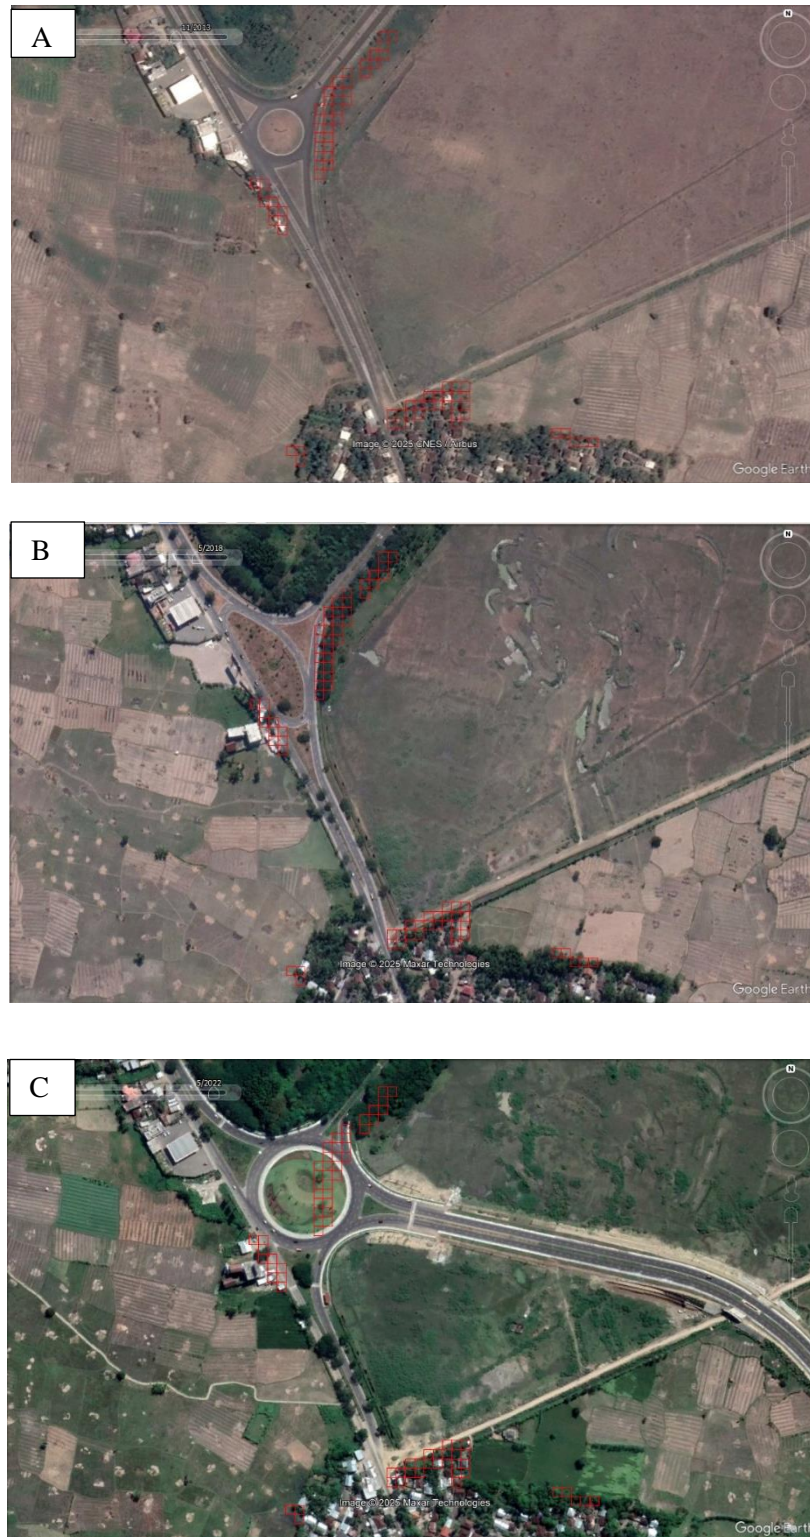 A
11/2013
N
Image © 2025 CNES / Airbus
Google Earth
B
5/2018
N
Image © 2025 Maxar Technologies
Google Earth
C
5/2022
N
Image © 2025 Maxar Technologies
Google Earth